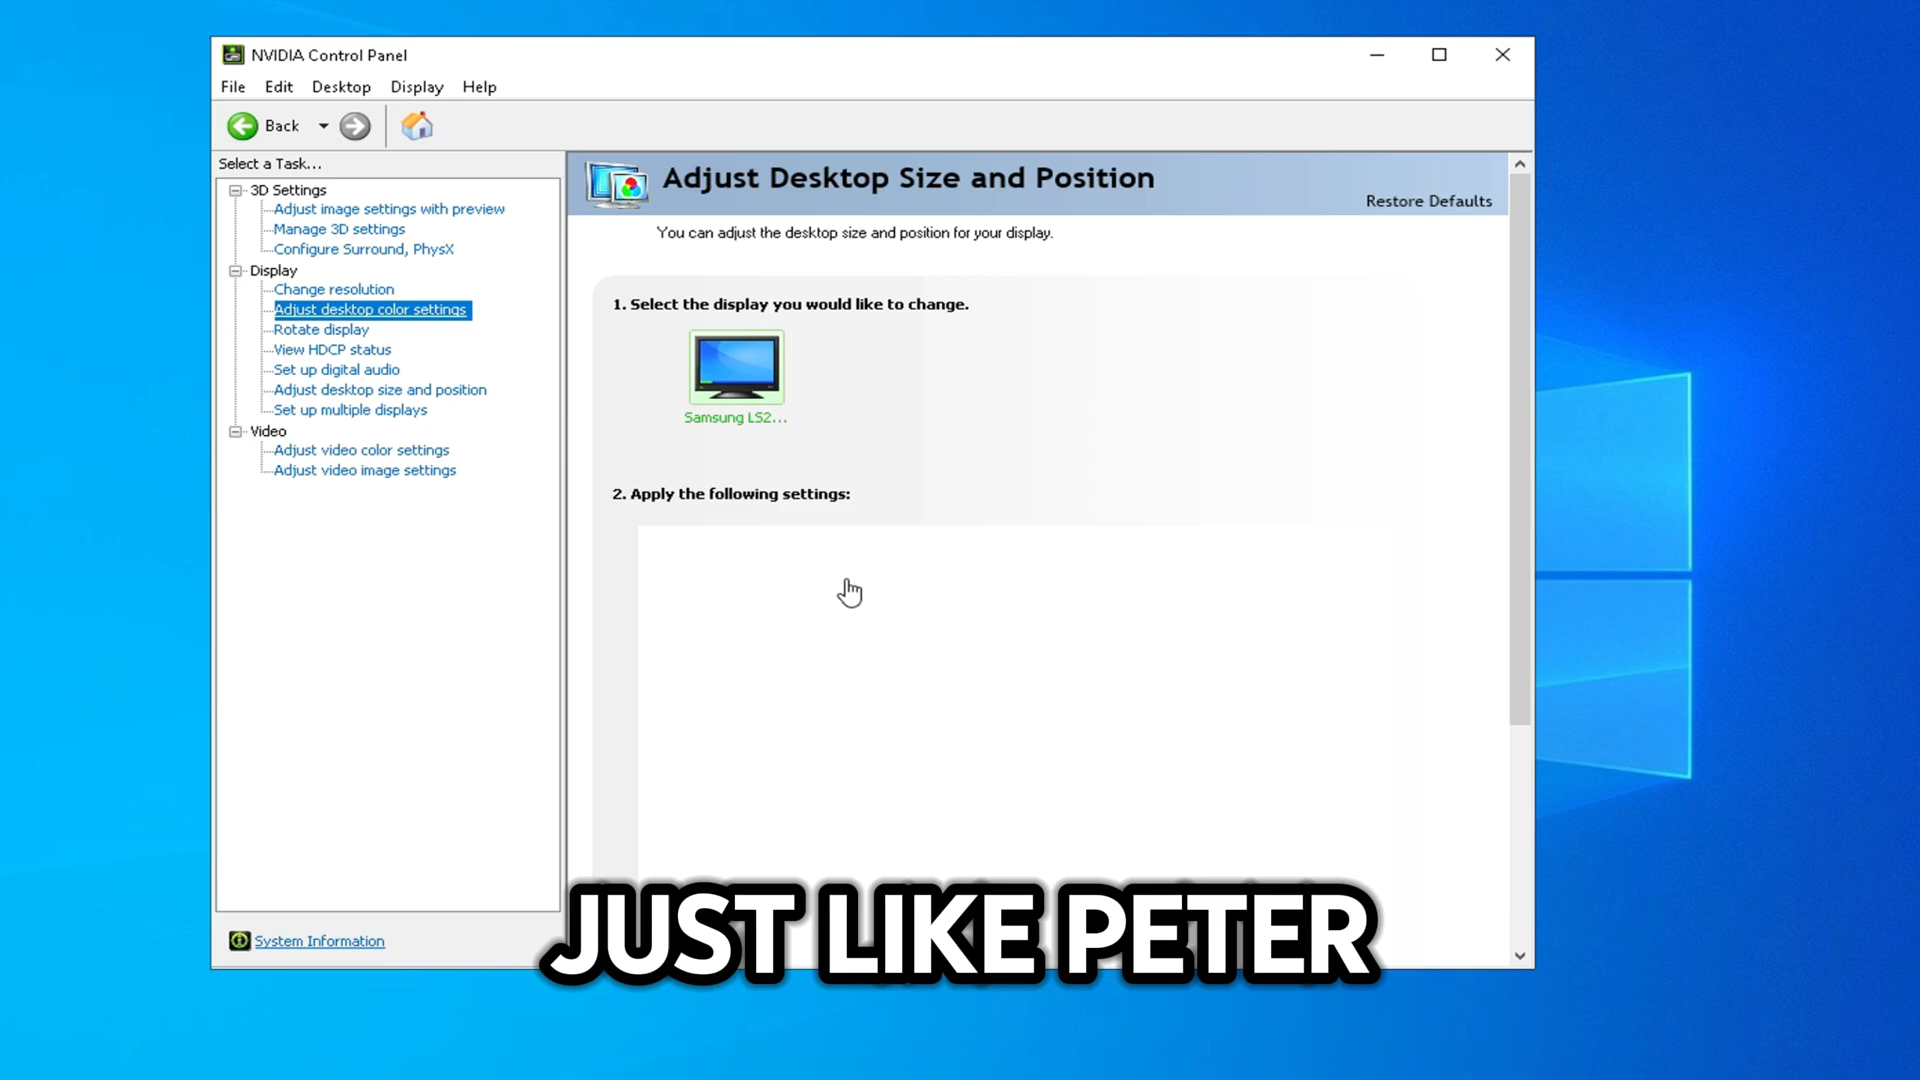 NVIDIA Control Panel
File Edit Desktop Display Help
Back
Select a Task...
3D Settings
Adjust image settings with preview
Manage 3D settings
Configure Surround, PhysX
Display
Change resolution
Adjust desktop color settings
Rotate display
View HDCP status
Set up digital audio
Adjust desktop size and position
Set up multiple displays
Video
Adjust video color settings
Adjust video image settings
System Information
Adjust Desktop Size and Position
Restore Defaults
You can adjust the desktop size and position for your display.
1. Select the display you would like to change.
Samsung LS2...
2. Apply the following settings:
JUST LIKE PETER